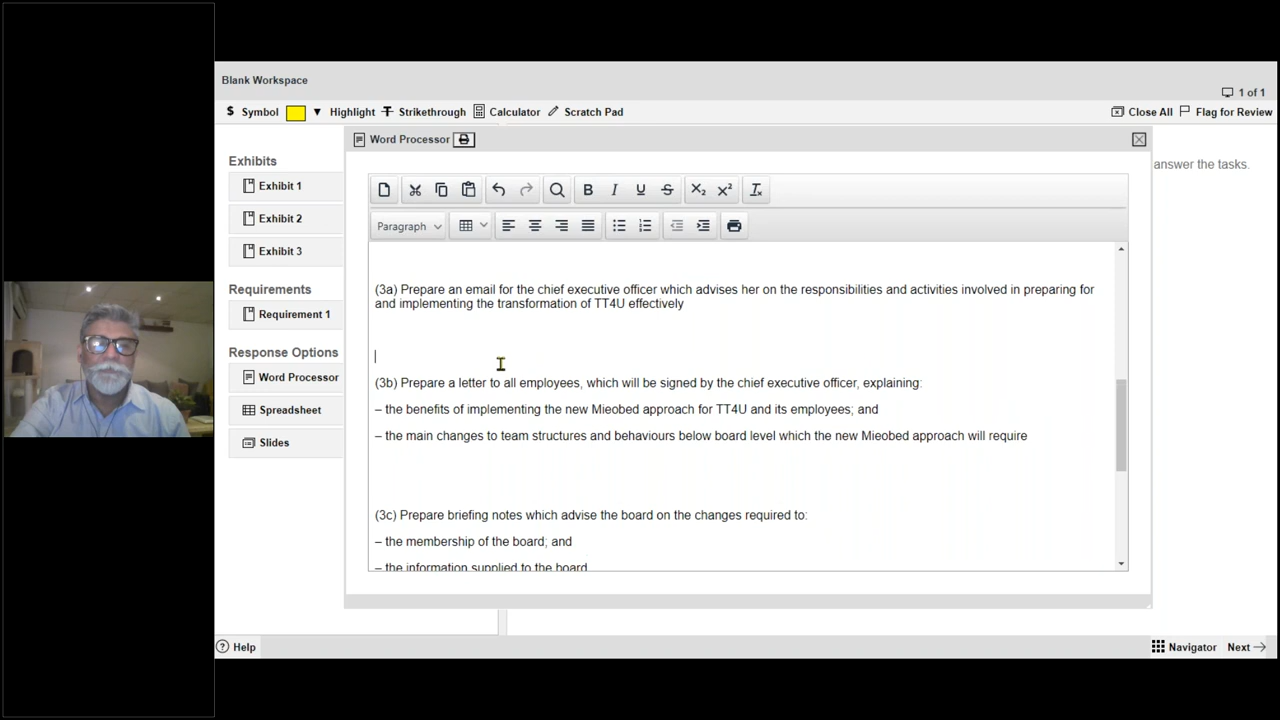 Blank Workspace
1 of 1
$ Symbol Highlight Strikethrough Calculator Scratch Pad Close All Flag for Review
Word Processor
Exhibits
Exhibit 1
Exhibit 2
Exhibit 3
Requirements
Requirement 1
Response Options
Word Processor
Spreadsheet
Slides
answer the tasks.
B I U S X₂ X² Tx
Paragraph
(3a) Prepare an email for the chief executive officer which advises her on the responsibilities and activities involved in preparing for
and implementing the transformation of TT4U effectively
(3b) Prepare a letter to all employees, which will be signed by the chief executive officer, explaining:
– the benefits of implementing the new Mieobed approach for TT4U and its employees; and
– the main changes to team structures and behaviours below board level which the new Mieobed approach will require
(3c) Prepare briefing notes which advise the board on the changes required to:
– the membership of the board; and
– the information supplied to the board
? Help
Navigator Next